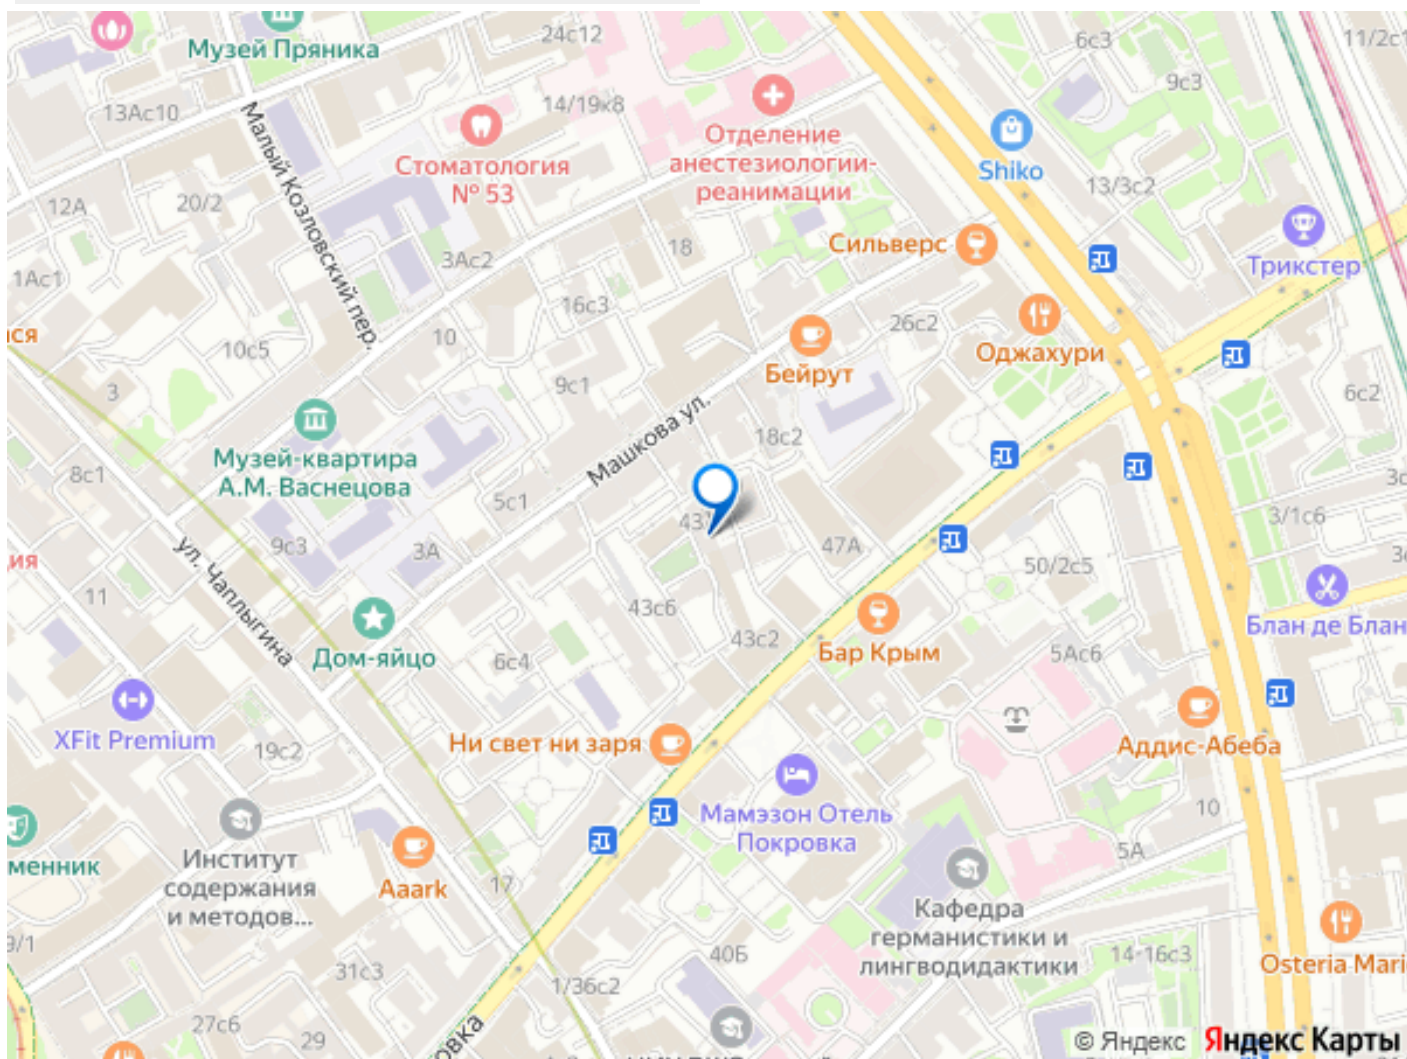 Музей Пряника
24с12
6с3
11/2с1
9с3
13Ас10
14/19к8
Малый Козловский пер.
Стоматология
№ 53
Отделение
анестезиологии-
реанимации
Shiko
13/3с2
12А
20/2
18
Сильверс
Трикстер
1Ас1
3Ас2
16с3
26с2
10
10с5
Оджахури
Бейрут
9с1
3
6с2
Машкова ул.
18с2
Музей-квартира
А.М. Васнецова
8с1
5с1
3/1с6
9с3
3А
47А
50/2с5
ул. Чаплыгина
11
43с6
43с2
Бар Крым
Блан де Блан
Дом-яйцо
6с4
5Ас6
XFit Premium
19с2
Ни свет ни заря
Аддис-Абеба
Мамэзон Отель
Покровка
10
5А
Институт
содержания
и методов...
Aaark
17
Кафедра
германистики и
лингводидактики
40Б
14-16с3
31с3
1/36с2
27с6
29
© Яндекс Яндекс Карты